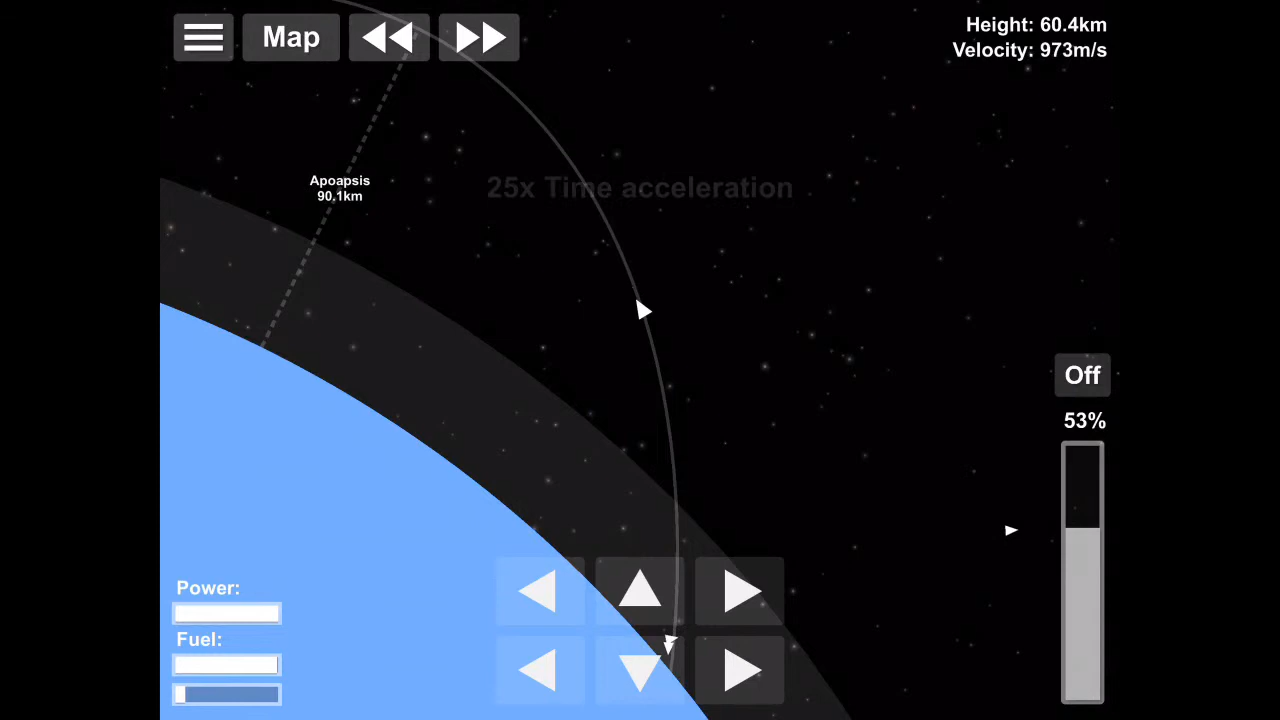 Map
Height: 60.4km
Velocity: 973m/s
Apoapsis
90.1km
25x Time acceleration
Off
53%
Power:
Fuel: